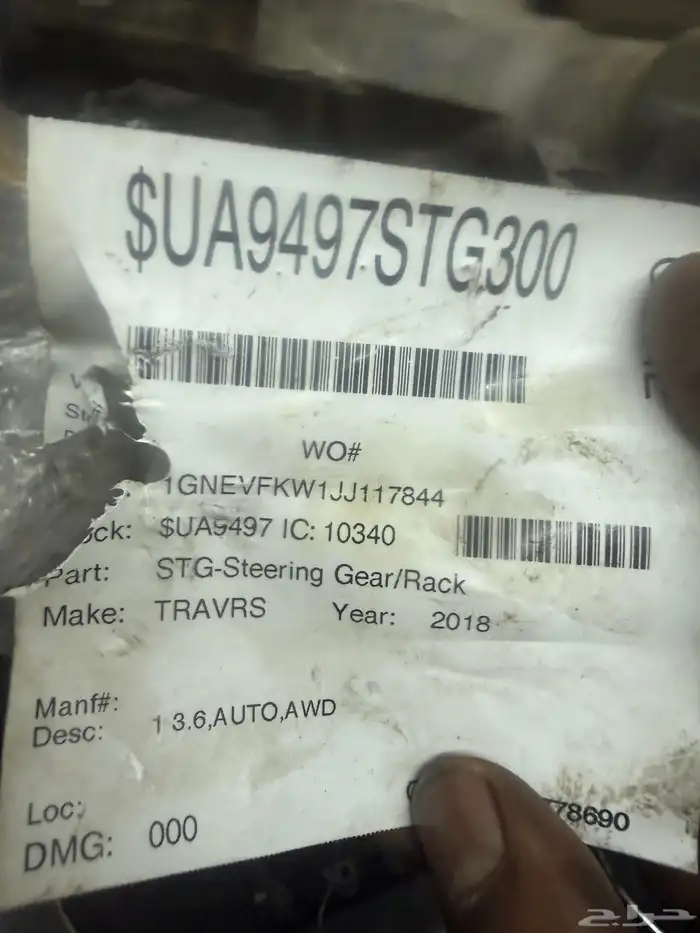 $UA9497STG300
WO#
1GNEVFKW1JJ117844
ock: $UA9497 IC: 10340
Part: STG-Steering Gear/Rack
Make: TRAVRS Year: 2018
Manf#:
Desc: 1 3.6,AUTO,AWD
Loc:
78690
DMG: 000
حراج